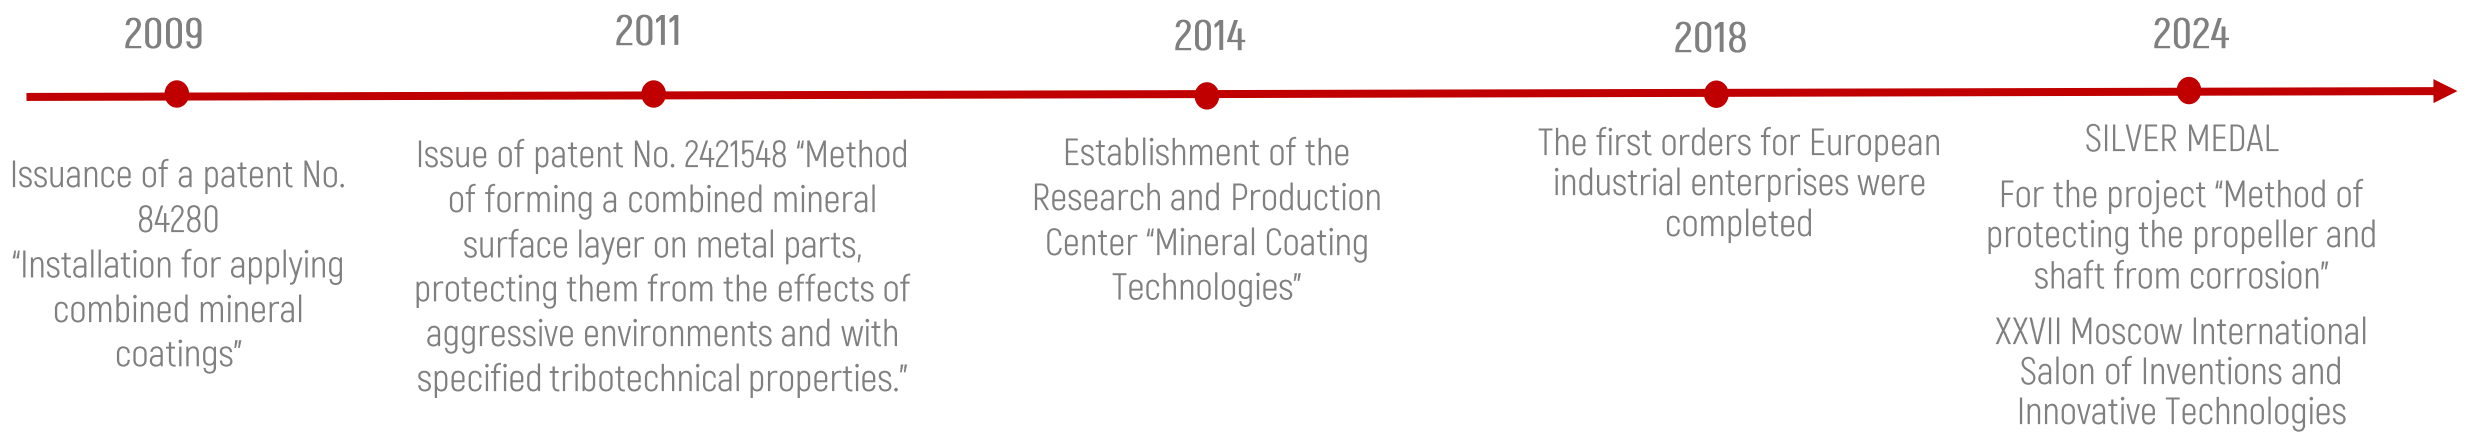 2009
Issuance of a patent No.
84280
“Installation for applying
combined mineral
coatings”
2011
Issue of patent No. 2421548 “Method
of forming a combined mineral
surface layer on metal parts,
protecting them from the effects of
aggressive environments and with
specified tribotechnical properties.”
2014
Establishment of the
Research and Production
Center “Mineral Coating
Technologies”
2018
The first orders for European
industrial enterprises were
completed
2024
SILVER MEDAL
For the project “Method of
protecting the propeller and
shaft from corrosion”
XXVII Moscow International
Salon of Inventions and
Innovative Technologies